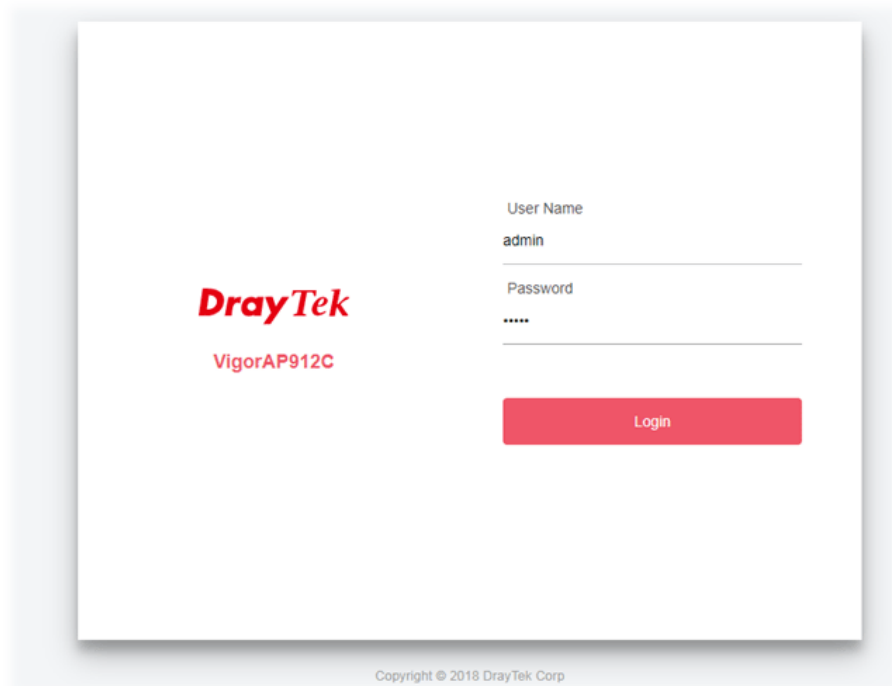 User Name
admin
Password
•••••
DrayTek
VigorAP912C
Login
Copyright © 2018 DrayTek Corp